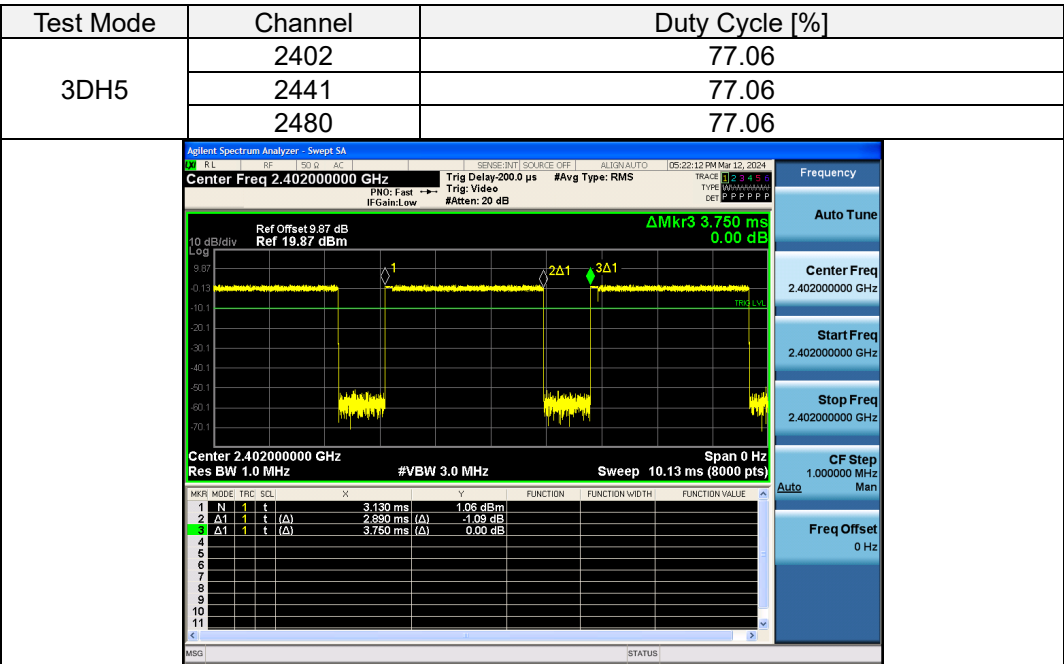 Test Mode Channel Duty Cycle [%]
3DH5
2402 77.06
2441 77.06
2480 77.06
Agilent Spectrum Analyzer - Swept SA
RL RF 50 Ω AC SENSE:INT SOURCE OFF ALIGN AUTO 05:22:12 PM Mar 12, 2024
Center Freq 2.402000000 GHz
PNO: Fast
IFGain:Low
Trig Delay-200.0 µs
Trig: Video
#Atten: 20 dB
#Avg Type: RMS
TRACE 1 2 3 4 5 6
TYPE
DET P P P P P P
ΔMkr3 3.750 ms
0.00 dB
Ref Offset 9.87 dB
10 dB/div Ref 19.87 dBm
Log
9.87
-0.13
-10.1
-20.1
-30.1
-40.1
-50.1
-60.1
-70.1
1
2Δ1
3Δ1
TRIG LVL
Center 2.402000000 GHz Span 0 Hz
Res BW 1.0 MHz #VBW 3.0 MHz Sweep 10.13 ms (8000 pts)
MKR MODE TRC SCL X Y FUNCTION FUNCTION WIDTH FUNCTION VALUE
1 N 1 t 3.130 ms 1.06 dBm
2 Δ1 1 t (Δ) 2.890 ms (Δ) -1.09 dB
3 Δ1 1 t (Δ) 3.750 ms (Δ) 0.00 dB
4
5
6
7
8
9
10
11
MSG STATUS
Frequency
Auto Tune
Center Freq
2.402000000 GHz
Start Freq
2.402000000 GHz
Stop Freq
2.402000000 GHz
CF Step
1.000000 MHz
Auto Man
Freq Offset
0 Hz